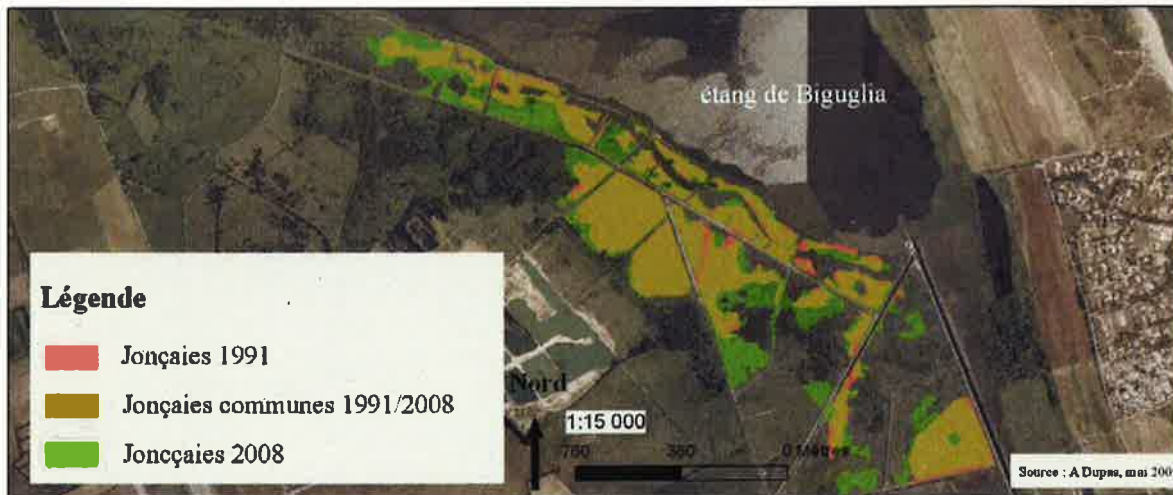 étang de Biguglia
Légende
Jonçaies 1991
Jonçaies communes 1991/2008
Joncçaies 2008
Nord
1:15 000
760 380 0 Mètres
Source : A Dupas, mai 200